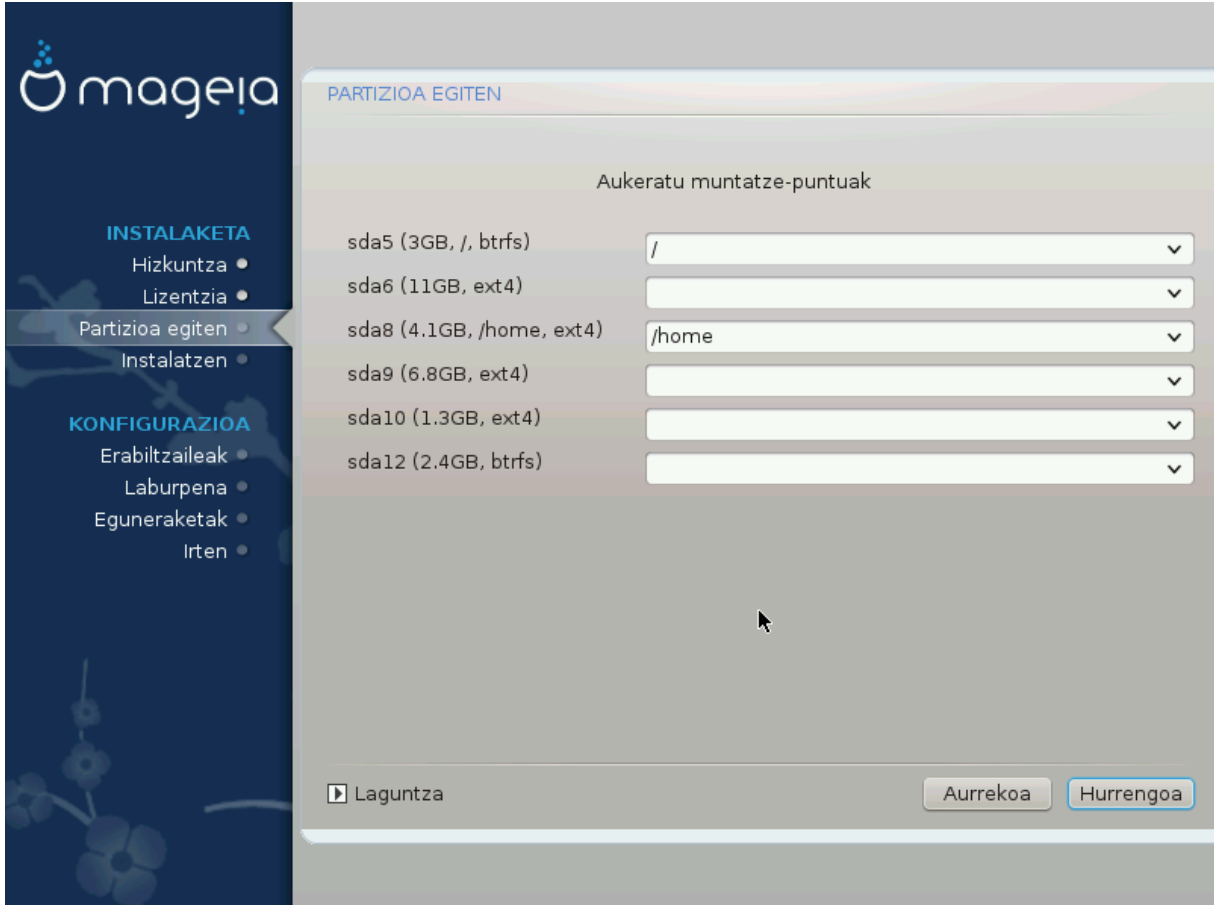 mageia
PARTIZIOA EGITEN
Aukeratu muntatze-puntuak
INSTALAKETA
Hizkuntza
Lizentzia
Partizioa egiten
Instalatzen
KONFIGURAZIOA
Erabiltzaileak
Laburpena
Eguneraketak
Irten
sda5 (3GB, /, btrfs) /
sda6 (11GB, ext4)
sda8 (4.1GB, /home, ext4) /home
sda9 (6.8GB, ext4)
sda10 (1.3GB, ext4)
sda12 (2.4GB, btrfs)
Laguntza Aurrekoa Hurrengoa